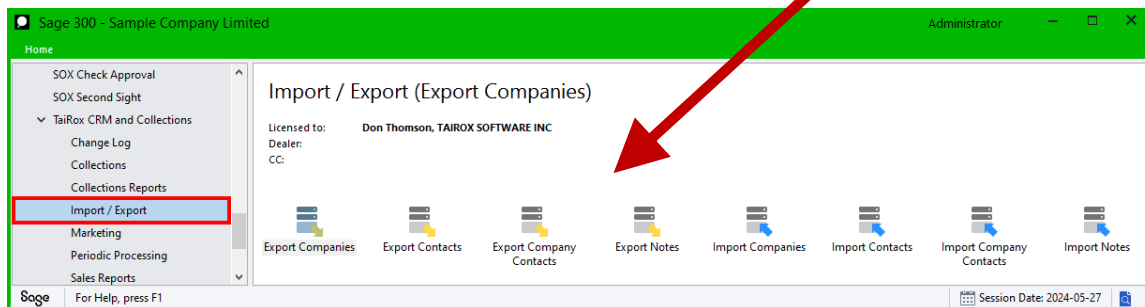 Sage 300 - Sample Company Limited
Administrator
Home
SOX Check Approval
SOX Second Sight
TaiRox CRM and Collections
Change Log
Collections
Collections Reports
Import / Export
Marketing
Periodic Processing
Sales Reports
Import / Export (Export Companies)
Licensed to: Don Thomson, TAIROX SOFTWARE INC
Dealer:
CC:
Export Companies
Export Contacts
Export Company
Contacts
Export Notes
Import Companies
Import Contacts
Import Company
Contacts
Import Notes
Sage
For Help, press F1
Session Date: 2024-05-27